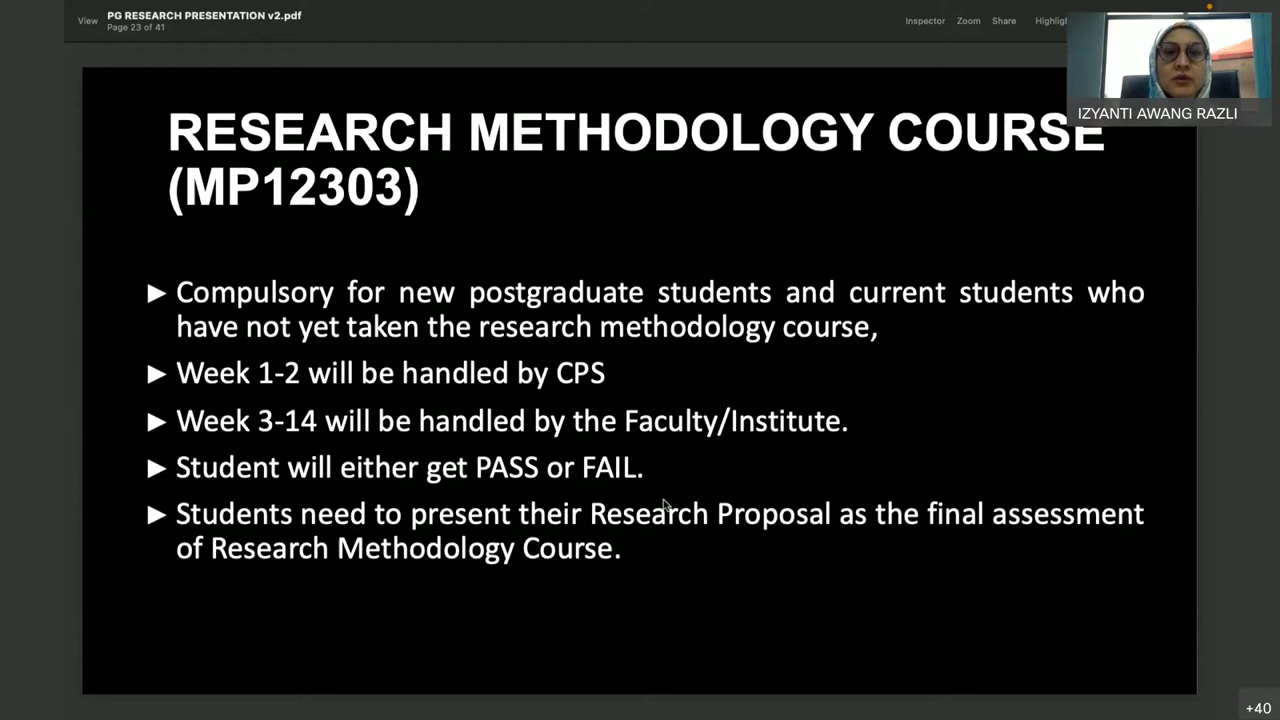 View
PG RESEARCH PRESENTATION v2.pdf
Page 23 of 41
Inspector Zoom Share Highligh
IZYANTI AWANG RAZLI
RESEARCH METHODOLOGY COURSE
(MP12303)
► Compulsory for new postgraduate students and current students who
have not yet taken the research methodology course,
► Week 1-2 will be handled by CPS
► Week 3-14 will be handled by the Faculty/Institute.
► Student will either get PASS or FAIL.
► Students need to present their Research Proposal as the final assessment
of Research Methodology Course.
+40